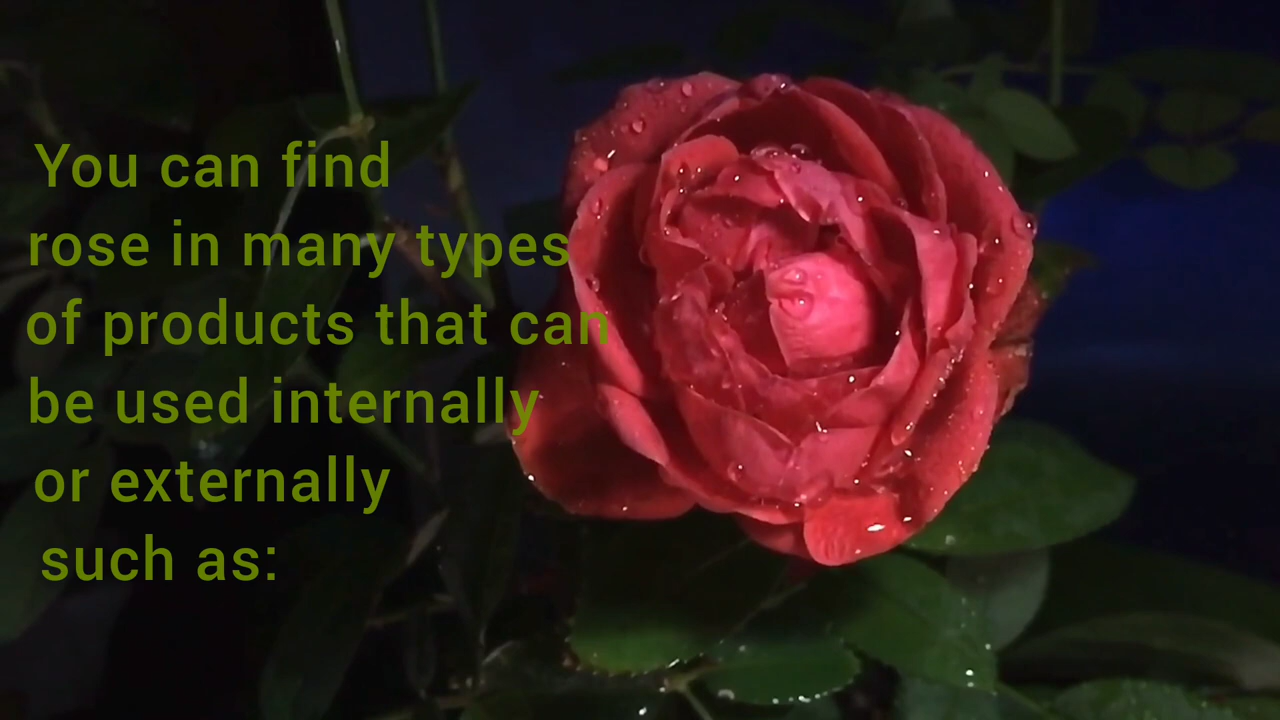 You can find
rose in many types
of products that can
be used internally
or externally
such as: